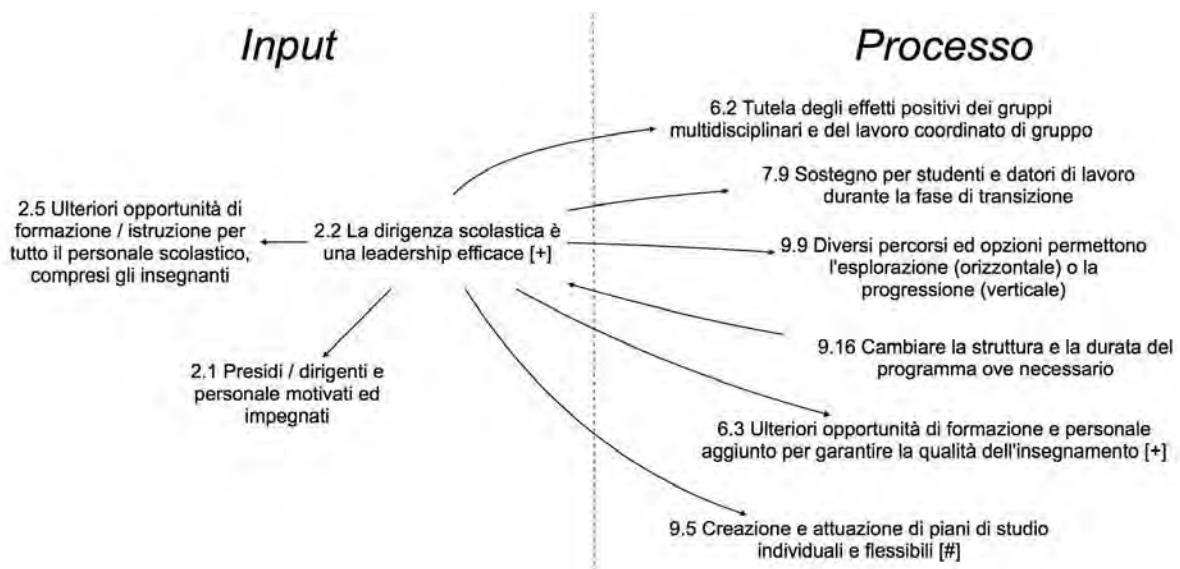 Input
Processo
6.2 Tutela degli effetti positivi dei gruppi
multidisciplinari e del lavoro coordinato di gruppo
7.9 Sostegno per studenti e datori di lavoro
durante la fase di transizione
2.5 Ulteriori opportunità di
formazione / istruzione per
tutto il personale scolastico,
compresi gli insegnanti
2.2 La dirigenza scolastica è
una leadership efficace [+]
9.9 Diversi percorsi ed opzioni permettono
l'esplorazione (orizzontale) o la
progressione (verticale)
9.16 Cambiare la struttura e la durata del
programma ove necessario
2.1 Presidi / dirigenti e
personale motivati ed
impegnati
6.3 Ulteriori opportunità di formazione e personale
aggiunto per garantire la qualità dell'insegnamento [+]
9.5 Creazione e attuazione di piani di studio
individuali e flessibili [#]